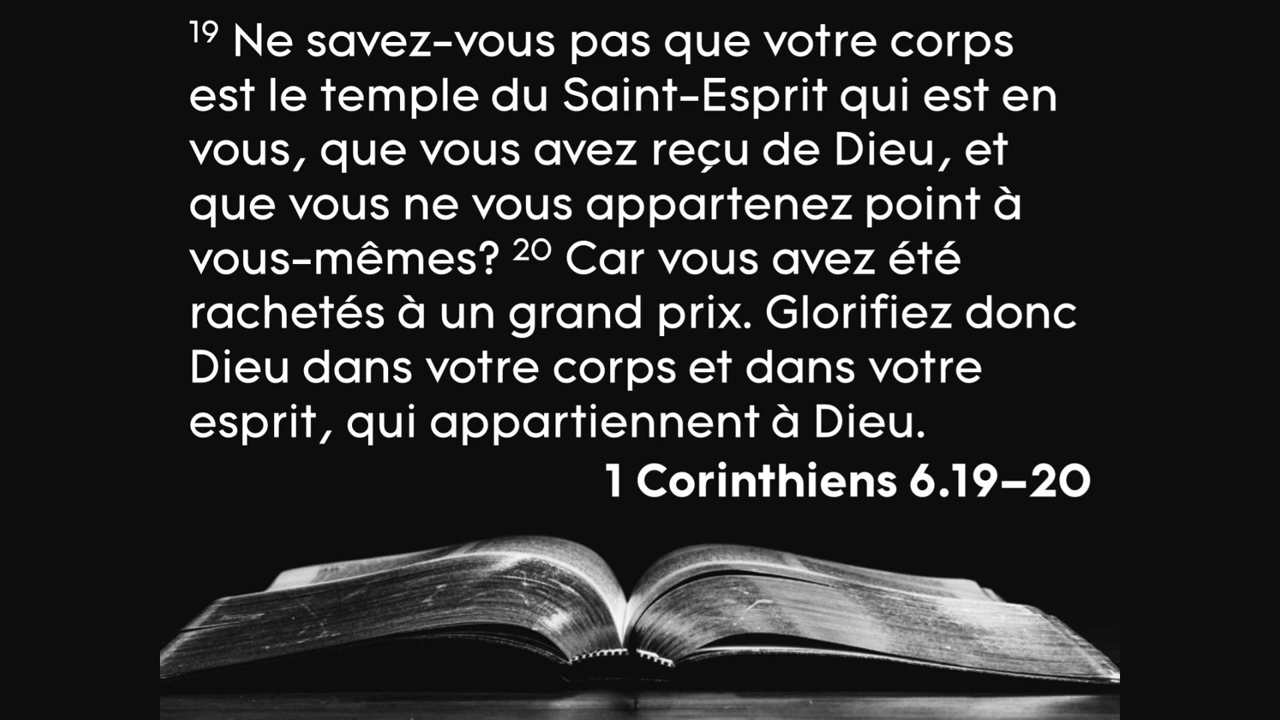 ¹⁹ Ne savez-vous pas que votre corps
est le temple du Saint-Esprit qui est en
vous, que vous avez reçu de Dieu, et
que vous ne vous appartenez point à
vous-mêmes? ²⁰ Car vous avez été
rachetés à un grand prix. Glorifiez donc
Dieu dans votre corps et dans votre
esprit, qui appartiennent à Dieu.
1 Corinthiens 6.19–20